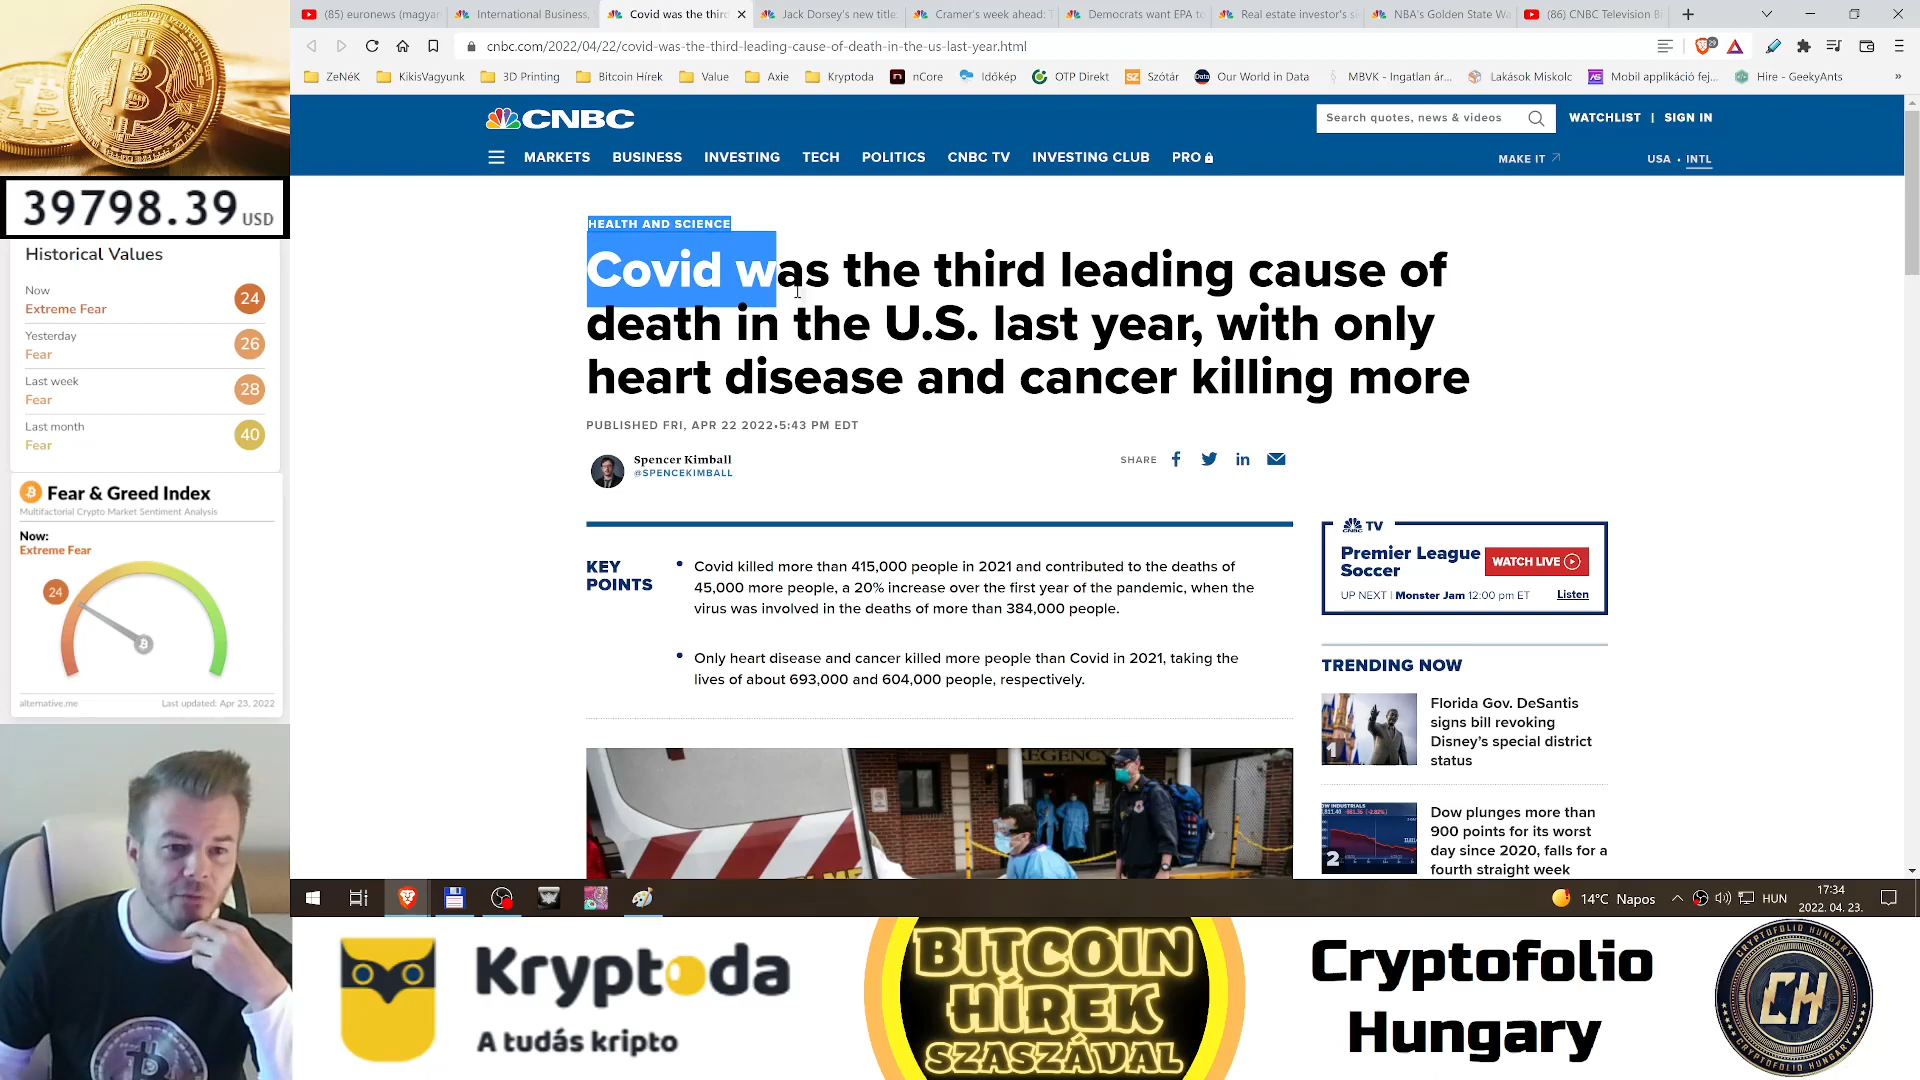 (85) euronews (magyar
International Business,
Covid was the third
Jack Dorsey's new title:
Cramer's week ahead: T
Democrats want EPA to
Real estate investor's si
NBA's Golden State Wa
(86) CNBC Television
cnbc.com/2022/04/22/covid-was-the-third-leading-cause-of-death-in-the-us-last-year.html
ZeNéK
KikisVagyunk
3D Printing
Bitcoin Hírek
Value
Axie
Kryptoda
nCore
Időkép
OTP Direkt
SZ Szótár
Our World in Data
MBVK - Ingatlan ár...
Lakások Miskolc
Mobil applikáció fej...
Hire - GeekyAnts
CNBC
Search quotes, news & videos
WATCHLIST | SIGN IN
MARKETS BUSINESS INVESTING TECH POLITICS CNBC TV INVESTING CLUB PRO
MAKE IT
USA • INTL
39798.39 USD
Historical Values
Now
Extreme Fear
24
Yesterday
Fear
26
Last week
Fear
28
Last month
Fear
40
Fear & Greed Index
Multifactorial Crypto Market Sentiment Analysis
Now:
Extreme Fear
24
alternative.me
Last updated: Apr 23, 2022
HEALTH AND SCIENCE
Covid was the third leading cause of
death in the U.S. last year, with only
heart disease and cancer killing more
PUBLISHED FRI, APR 22 2022•5:43 PM EDT
Spencer Kimball
@SPENCEKIMBALL
SHARE
KEY
POINTS
• Covid killed more than 415,000 people in 2021 and contributed to the deaths of
45,000 more people, a 20% increase over the first year of the pandemic, when the
virus was involved in the deaths of more than 384,000 people.
• Only heart disease and cancer killed more people than Covid in 2021, taking the
lives of about 693,000 and 604,000 people, respectively.
CNBC TV
Premier League
Soccer
WATCH LIVE
UP NEXT | Monster Jam 12:00 pm ET
Listen
TRENDING NOW
1
Florida Gov. DeSantis
signs bill revoking
Disney's special district
status
2
Dow plunges more than
900 points for its worst
day since 2020, falls for a
fourth straight week
REGENCY
14°C Napos
HUN
17:34
2022. 04. 23.
Kryptoda
A tudás kripto
BITCOIN
HÍREK
SZASZÁVAL
Cryptofolio
Hungary
CRYPTOFOLIO HUNGARY
CH
CRYPTOFOLIO HUNGARY